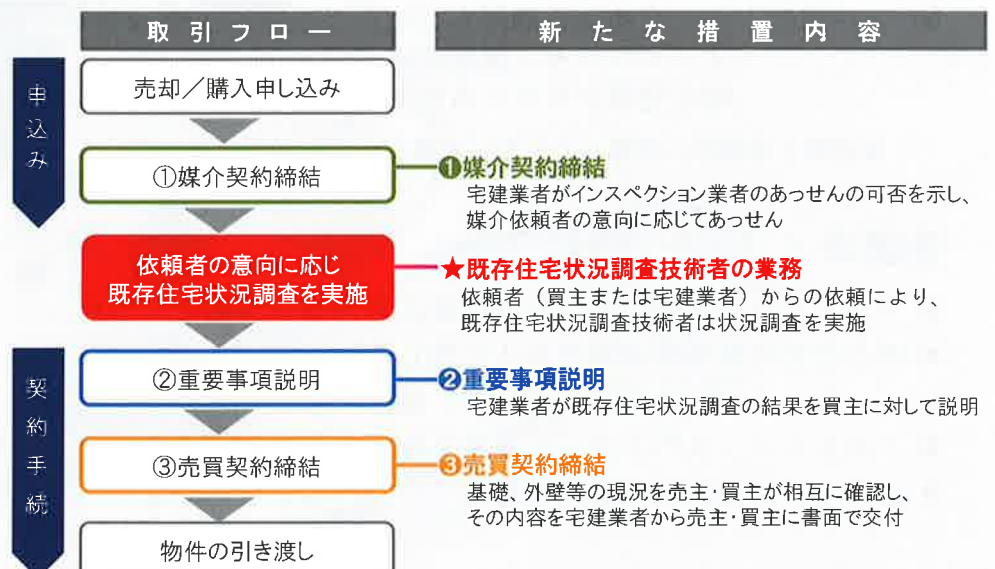 取引フロー
新たな措置内容
申込み
売却／購入申し込み
①媒介契約締結
❶媒介契約締結
宅建業者がインスペクション業者のあっせんの可否を示し、
媒介依頼者の意向に応じてあっせん
依頼者の意向に応じ
既存住宅状況調査を実施
★既存住宅状況調査技術者の業務
依頼者（買主または宅建業者）からの依頼により、
既存住宅状況調査技術者は状況調査を実施
契約手続
②重要事項説明
❷重要事項説明
宅建業者が既存住宅状況調査の結果を買主に対して説明
③売買契約締結
❸売買契約締結
基礎、外壁等の現況を売主・買主が相互に確認し、
その内容を宅建業者から売主・買主に書面で交付
物件の引き渡し